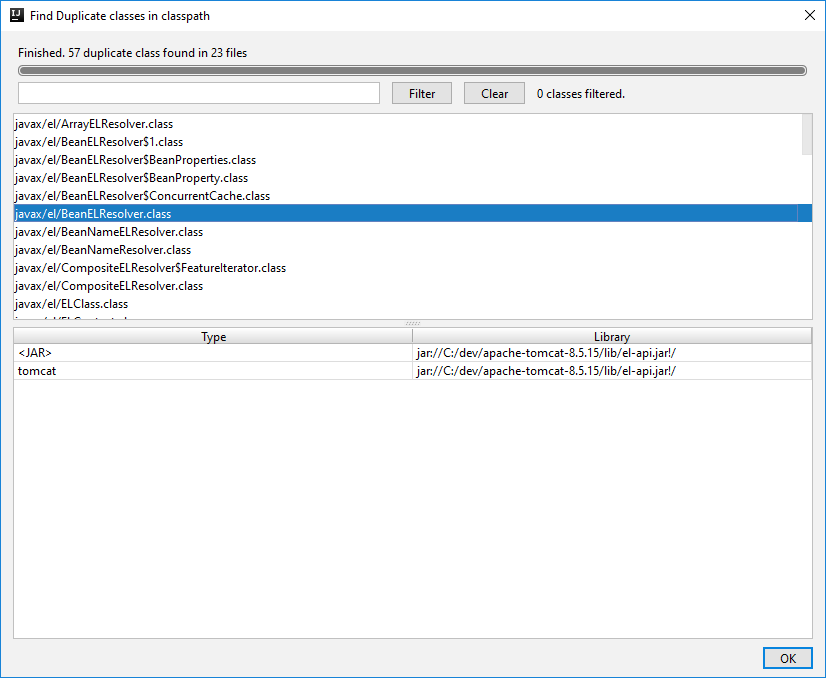 IJ
Find Duplicate classes in classpath
Finished. 57 duplicate class found in 23 files
Filter Clear 0 classes filtered.
javax/el/ArrayELResolver.class
javax/el/BeanELResolver$1.class
javax/el/BeanELResolver$BeanProperties.class
javax/el/BeanELResolver$BeanProperty.class
javax/el/BeanELResolver$ConcurrentCache.class
javax/el/BeanELResolver.class
javax/el/BeanNameELResolver.class
javax/el/BeanNameResolver.class
javax/el/CompositeELResolver$FeatureIterator.class
javax/el/CompositeELResolver.class
javax/el/ELClass.class
Type Library
<JAR> jar://C:/dev/apache-tomcat-8.5.15/lib/el-api.jar!/
tomcat jar://C:/dev/apache-tomcat-8.5.15/lib/el-api.jar!/
OK